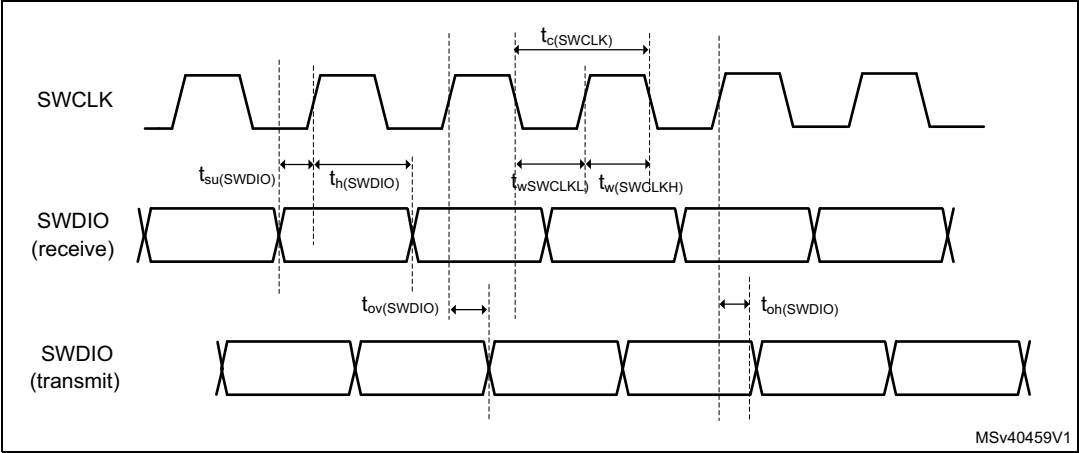 tc(SWCLK)
SWCLK
tsu(SWDIO)
th(SWDIO)
twSWCLKL)
tw(SWCLKH)
SWDIO
(receive)
tov(SWDIO)
toh(SWDIO)
SWDIO
(transmit)
MSv40459V1